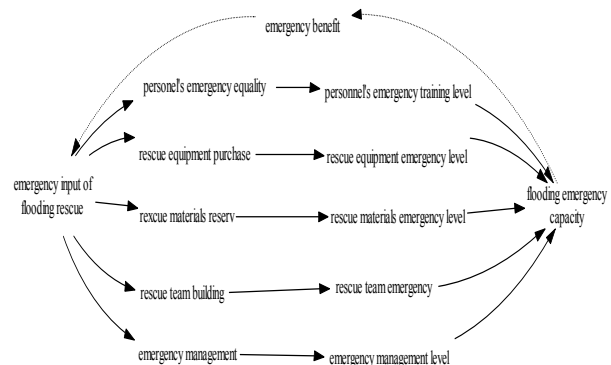 emergency benefit
personel's emergency equality
personnel's emergency training level
rescue equipment purchase
rescue equipment emergency level
emergency input of
flooding rescue
flooding emergency
capacity
rexcue materials reserv
rescue materials emergency level
rescue team building
rescue team emergency
emergency management
emergency management level